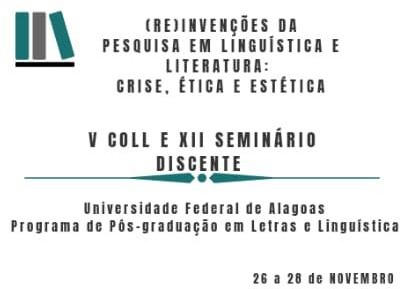 (RE)INVENÇÕES DA
PESQUISA EM LINGUÍSTICA E
LITERATURA:
CRISE, ÉTICA E ESTÉTICA
V COLL E XII SEMINÁRIO
DISCENTE
Universidade Federal de Alagoas
Programa de Pós-graduação em Letras e Linguística
26 a 28 de NOVEMBRO